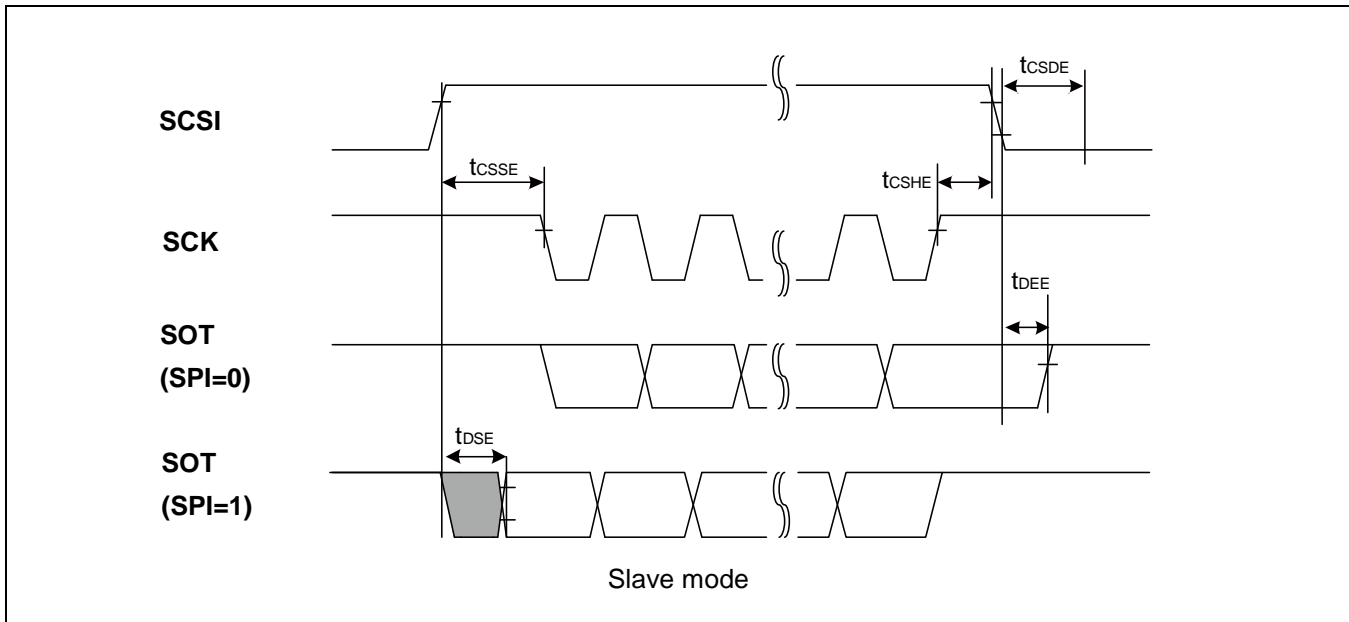 tCSDE
SCSI
tCSSE
tCSHE
SCK
tDEE
SOT
(SPI=0)
tDSE
SOT
(SPI=1)
Slave mode